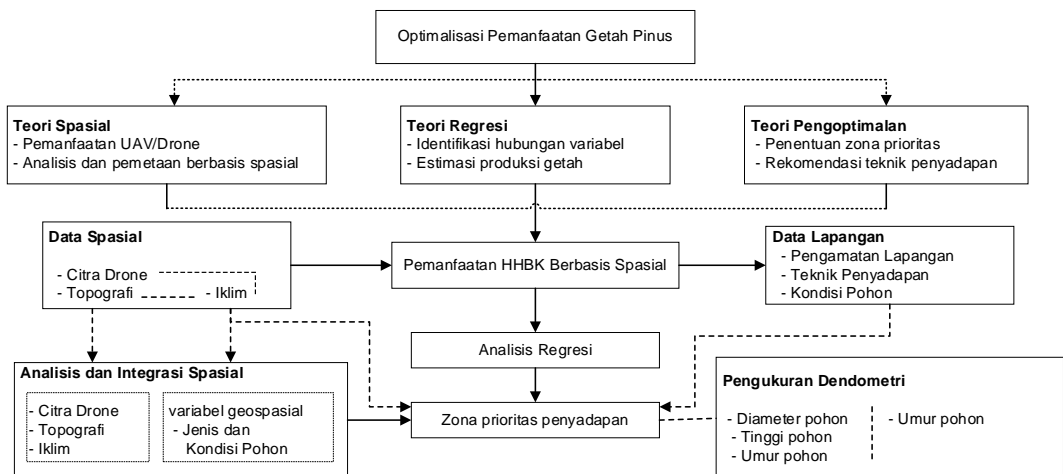 Optimalisasi Pemanfaatan Getah Pinus
Teori Spasial
- Pemanfaatan UAV/Drone
- Analisis dan pemetaan berbasis spasial
Teori Regresi
- Identifikasi hubungan variabel
- Estimasi produksi getah
Teori Pengoptimalan
- Penentuan zona prioritas
- Rekomendasi teknik penyadapan
Data Spasial
- Citra Drone
- Topografi
- Iklim
Pemanfaatan HHBK Berbasis Spasial
Data Lapangan
- Pengamatan Lapangan
- Teknik Penyadapan
- Kondisi Pohon
Analisis Regresi
Analisis dan Integrasi Spasial
- Citra Drone
- Topografi
- Iklim
variabel geospasial
- Jenis dan
Kondisi Pohon
Zona prioritas penyadapan
Pengukuran Dendometri
- Diameter pohon
- Tinggi pohon
- Umur pohon
- Umur pohon